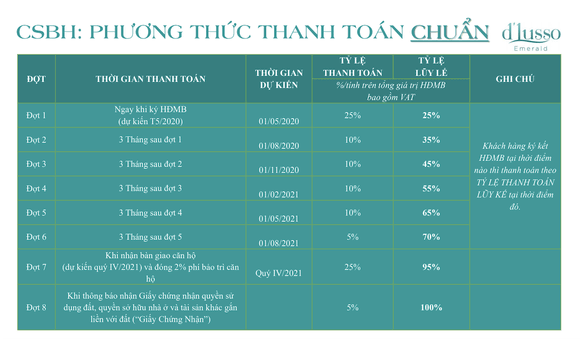 CSBH: PHƯƠNG THỨC THANH TOÁN CHUẨN
d'Lusso
Emerald
ĐỢT
THỜI GIAN THANH TOÁN
THỜI GIAN
DỰ KIẾN
TỶ LỆ
THANH TOÁN
TỶ LỆ
LŨY LẾ
GHI CHÚ
%/tính trên tổng giá trị HĐMB
bao gồm VAT
Đợt 1
Ngay khi ký HĐMB
(dự kiến T5/2020)
01/05/2020
25%
25%
Đợt 2
3 Tháng sau đợt 1
01/08/2020
10%
35%
Đợt 3
3 Tháng sau đợt 2
01/11/2020
10%
45%
Đợt 4
3 Tháng sau đợt 3
01/02/2021
10%
55%
Đợt 5
3 Tháng sau đợt 4
01/05/2021
10%
65%
Đợt 6
3 Tháng sau đợt 5
01/08/2021
5%
70%
Khách hàng ký kết
HĐMB tại thời điểm
nào thì thanh toán theo
TỶ LỆ THANH TOÁN
LŨY KẾ tại thời điểm
đó.
Đợt 7
Khi nhận bàn giao căn hộ
(dự kiến quý IV/2021) và đóng 2% phí bảo trì căn
hộ
Quý IV/2021
25%
95%
Đợt 8
Khi thông báo nhận Giấy chứng nhận quyền sử
dụng đất, quyền sở hữu nhà ở và tài sản khác gắn
liền với đất (“Giấy Chứng Nhận”)
5%
100%